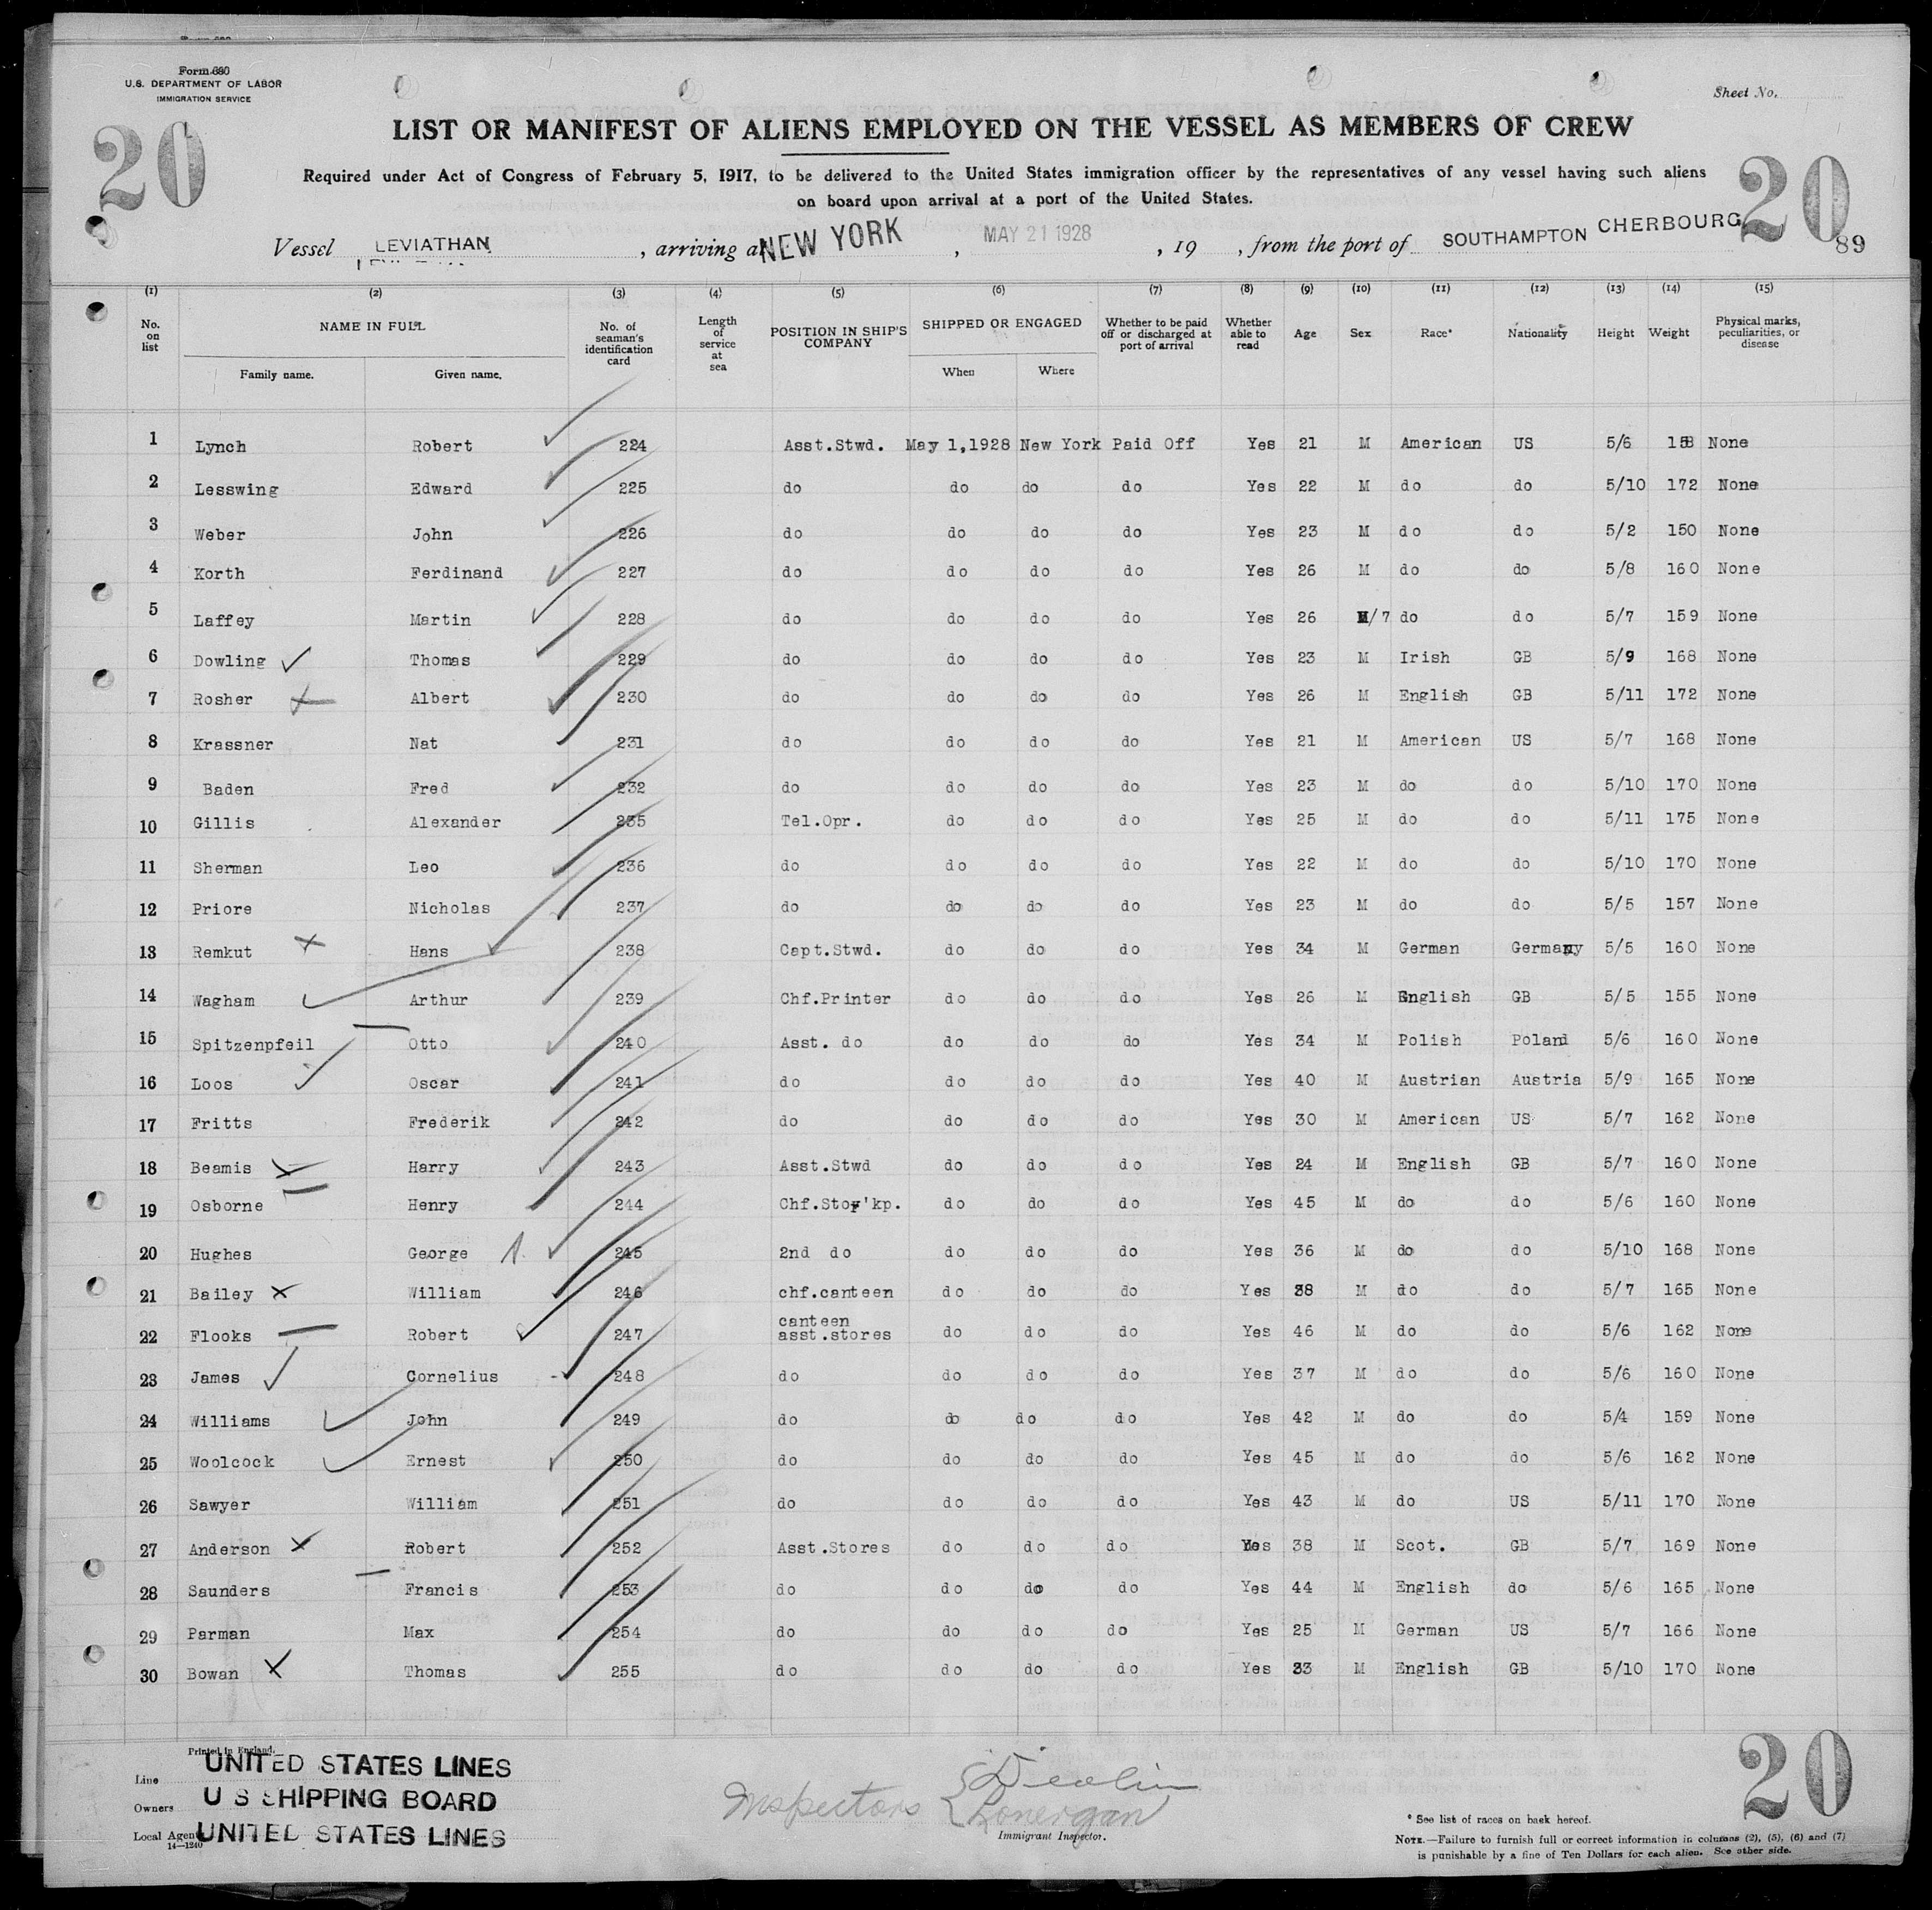 Form 680
U.S. DEPARTMENT OF LABOR
IMMIGRATION SERVICE
Sheet No.
20
20
LIST OR MANIFEST OF ALIENS EMPLOYED ON THE VESSEL AS MEMBERS OF CREW
Required under Act of Congress of February 5, 1917, to be delivered to the United States immigration officer by the representatives of any vessel having such aliens
on board upon arrival at a port of the United States.
Vessel LEVIATHAN, arriving at NEW YORK, MAY 21 1928, 19 , from the port of SOUTHAMPTON CHERBOURG
89
(1) (2) (3) (4) (5) (6) (7) (8) (9) (10) (11) (12) (13) (14) (15)
No. on list NAME IN FULL Family name. Given name. No. of seaman's identification card Length of service at sea POSITION IN SHIP'S COMPANY SHIPPED OR ENGAGED When Where Whether to be paid off or discharged at port of arrival Whether able to read Age Sex Race* Nationality Height Weight Physical marks, peculiarities, or disease
1 Lynch Robert 224 Asst.Stwd. May 1,1928 New York Paid Off Yes 21 M American US 5/6 158 None
2 Lesswing Edward 225 do do do do Yes 22 M do do 5/10 172 None
3 Weber John 226 do do do do Yes 23 M do do 5/2 150 None
4 Korth Ferdinand 227 do do do do Yes 26 M do do 5/8 160 None
5 Laffey Martin 228 do do do do Yes 26 M/7 do do 5/7 159 None
6 Dowling Thomas 229 do do do do Yes 23 M Irish GB 5/9 168 None
7 Rosher Albert 230 do do do do Yes 26 M English GB 5/11 172 None
8 Krassner Nat 231 do do do do Yes 21 M American US 5/7 168 None
9 Baden Fred 232 do do do do Yes 23 M do do 5/10 170 None
10 Gillis Alexander 235 Tel.Opr. do do do Yes 25 M do do 5/11 175 None
11 Sherman Leo 236 do do do do Yes 22 M do do 5/10 170 None
12 Priore Nicholas 237 do do do do Yes 23 M do do 5/5 157 None
13 Remkut Hans 238 Capt.Stwd. do do do Yes 34 M German Germany 5/5 160 None
14 Wagham Arthur 239 Chf.Printer do do do Yes 26 M English GB 5/5 155 None
15 Spitzenpfeil Otto 240 Asst. do do do do Yes 34 M Polish Poland 5/6 160 None
16 Loos Oscar 241 do do do do Yes 40 M Austrian Austria 5/9 165 None
17 Fritts Frederik 242 do do do do Yes 30 M American US 5/7 162 None
18 Beamis Harry 243 Asst.Stwd do do do Yes 24 M English GB 5/7 160 None
19 Osborne Henry 244 Chf.Stor'kp. do do do Yes 45 M do do 5/6 160 None
20 Hughes George 245 2nd do do do do Yes 36 M do do 5/10 168 None
21 Bailey William 246 chf.canteen do do do Yes 38 M do do 5/7 165 None
22 Flooks Robert 247 canteen asst.stores do do do Yes 46 M do do 5/6 162 None
23 James Cornelius 248 do do do do Yes 37 M do do 5/6 160 None
24 Williams John 249 do do do do Yes 42 M do do 5/4 159 None
25 Woolcock Ernest 250 do do do do Yes 45 M do do 5/6 162 None
26 Sawyer William 251 do do do do Yes 43 M do US 5/11 170 None
27 Anderson Robert 252 Asst.Stores do do do Yes 38 M Scot. GB 5/7 169 None
28 Saunders Francis 253 do do do do Yes 44 M English do 5/6 165 None
29 Parman Max 254 do do do do Yes 25 M German US 5/7 166 None
30 Bowan Thomas 255 do do do do Yes 33 M English GB 5/10 170 None
Printed in England.
Line UNITED STATES LINES
Owners U S SHIPPING BOARD
Local Agents UNITED STATES LINES
14—1240
Inspectors Devlin
Lonergan
Immigrant Inspector.
20
* See list of races on back hereof.
NOTE.—Failure to furnish full or correct information in columns (2), (5), (6) and (7)
is punishable by a fine of Ten Dollars for each alien. See other side.